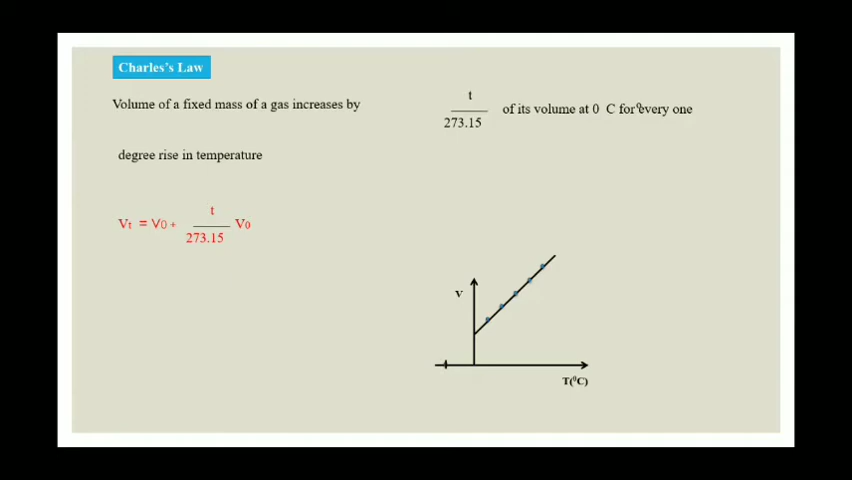 Charles's Law
Volume of a fixed mass of a gas increases by t/273.15 of its volume at 0 C for every one
degree rise in temperature
Vt = V0 + t/273.15 V0
V
T(⁰C)